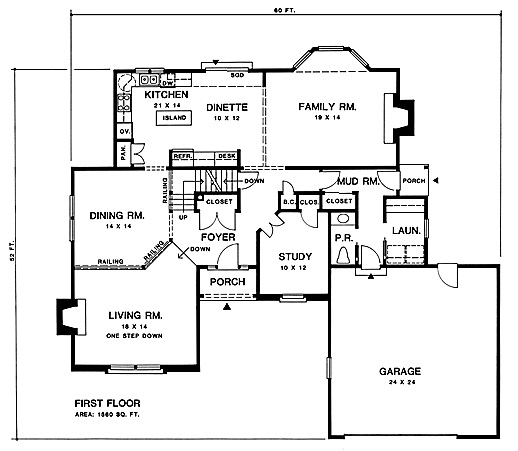 60 FT.
SGD
DW
KITCHEN
21 X 14
ISLAND
DINETTE
10 X 12
FAMILY RM.
19 X 14
OV.
PAN.
REFR.
DESK
RAILING
DOWN
MUD RM.
PORCH
CLOSET
B.C.
CLOS.
CLOSET
UP
DINING RM.
14 X 14
FOYER
P.R.
LAUN.
RAILING
RAILING
DOWN
STUDY
10 X 12
PORCH
52 FT.
LIVING RM.
18 X 14
ONE STEP DOWN
GARAGE
24 X 24
FIRST FLOOR
AREA: 1560 SQ. FT.